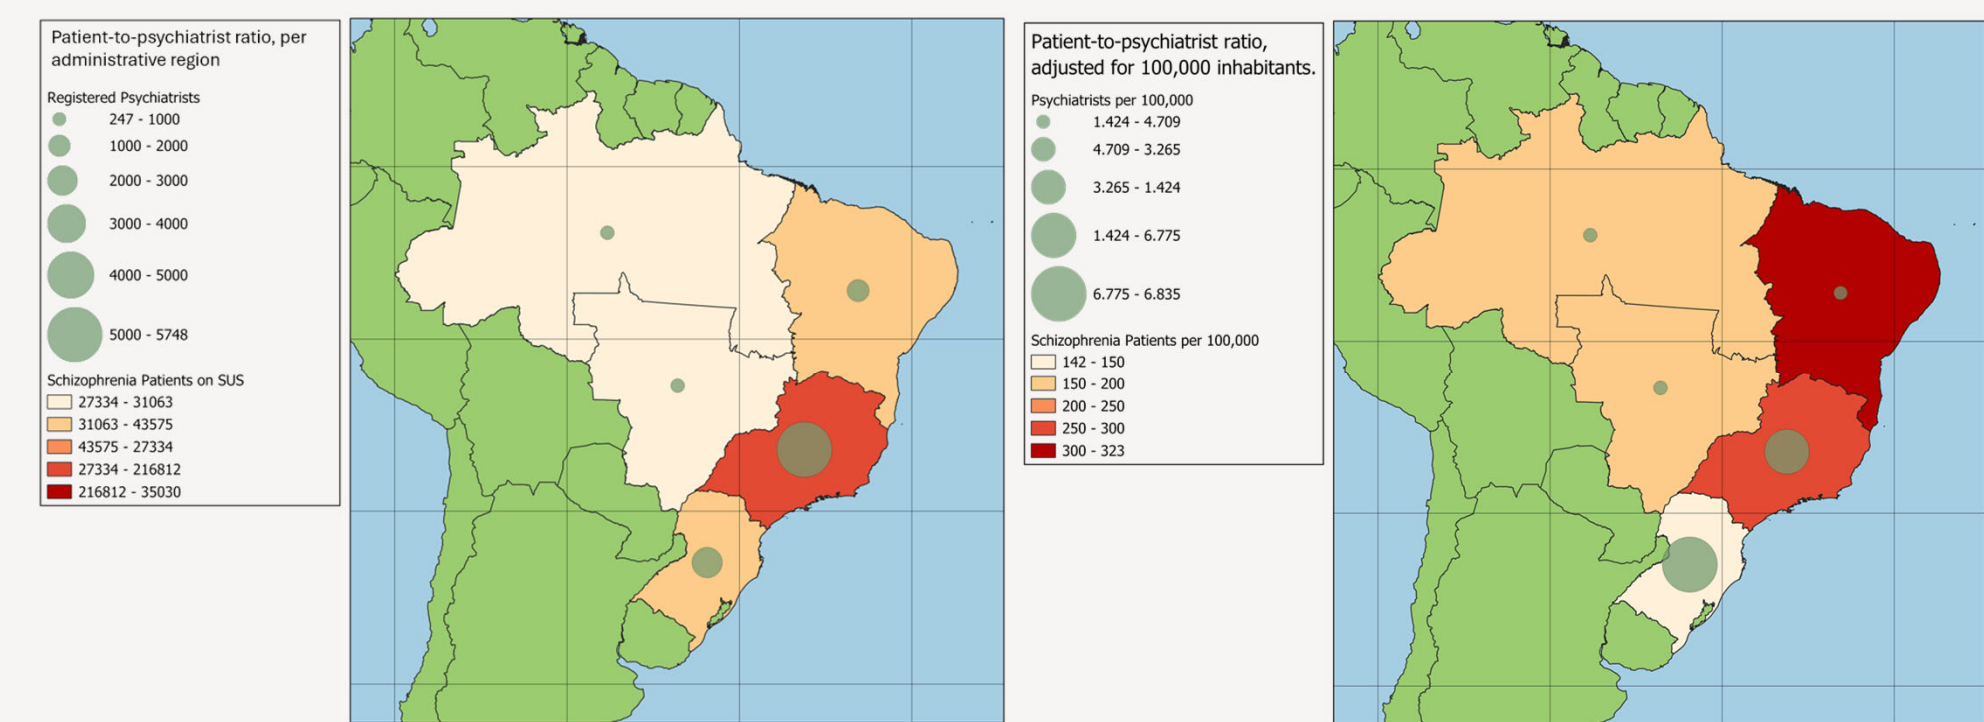 Patient-to-psychiatrist ratio, per
administrative region
Registered Psychiatrists
247 - 1000
1000 - 2000
2000 - 3000
3000 - 4000
4000 - 5000
5000 - 5748
Schizophrenia Patients on SUS
27334 - 31063
31063 - 43575
43575 - 27334
27334 - 216812
216812 - 35030
Patient-to-psychiatrist ratio,
adjusted for 100,000 inhabitants.
Psychiatrists per 100,000
1.424 - 4.709
4.709 - 3.265
3.265 - 1.424
1.424 - 6.775
6.775 - 6.835
Schizophrenia Patients per 100,000
142 - 150
150 - 200
200 - 250
250 - 300
300 - 323